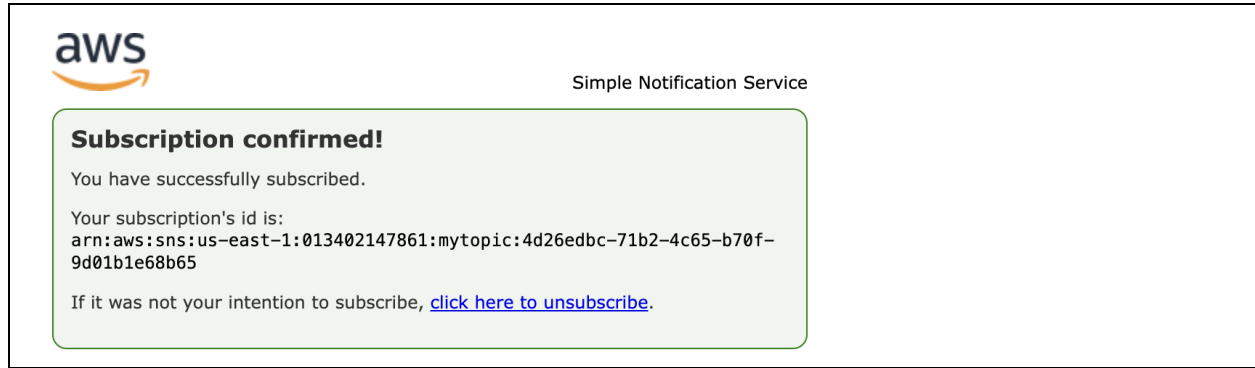 aws
Simple Notification Service
Subscription confirmed!
You have successfully subscribed.
Your subscription's id is:
arn:aws:sns:us-east-1:013402147861:mytopic:4d26edbc-71b2-4c65-b70f-
9d01b1e68b65
If it was not your intention to subscribe, click here to unsubscribe.